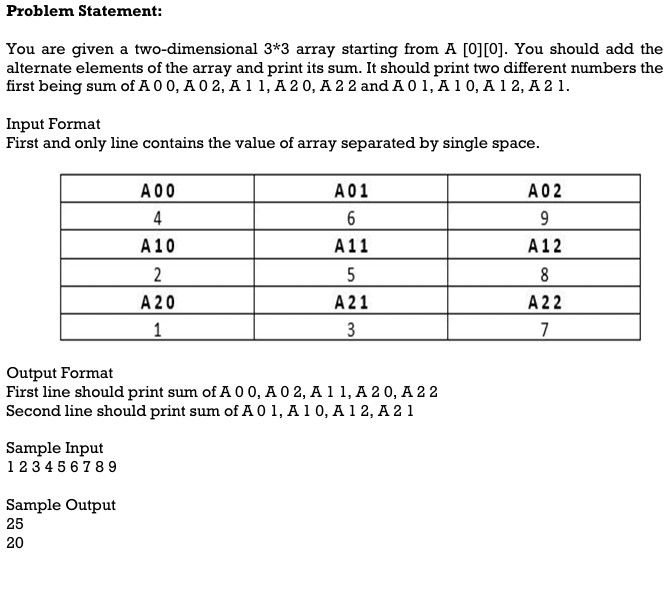 Problem Statement:
You are given a two-dimensional 3*3 array starting from A [0][0]. You should add the
alternate elements of the array and print its sum. It should print two different numbers the
first being sum of A 0 0, A 0 2, A 1 1, A 2 0, A 2 2 and A 0 1, A 1 0, A 1 2, A 2 1.
Input Format
First and only line contains the value of array separated by single space.
A 0 0 A 0 1 A 0 2
4 6 9
A 1 0 A 1 1 A 1 2
2 5 8
A 2 0 A 2 1 A 2 2
1 3 7
Output Format
First line should print sum of A 0 0, A 0 2, A 1 1, A 2 0, A 2 2
Second line should print sum of A 0 1, A 1 0, A 1 2, A 2 1
Sample Input
1 2 3 4 5 6 7 8 9
Sample Output
25
20